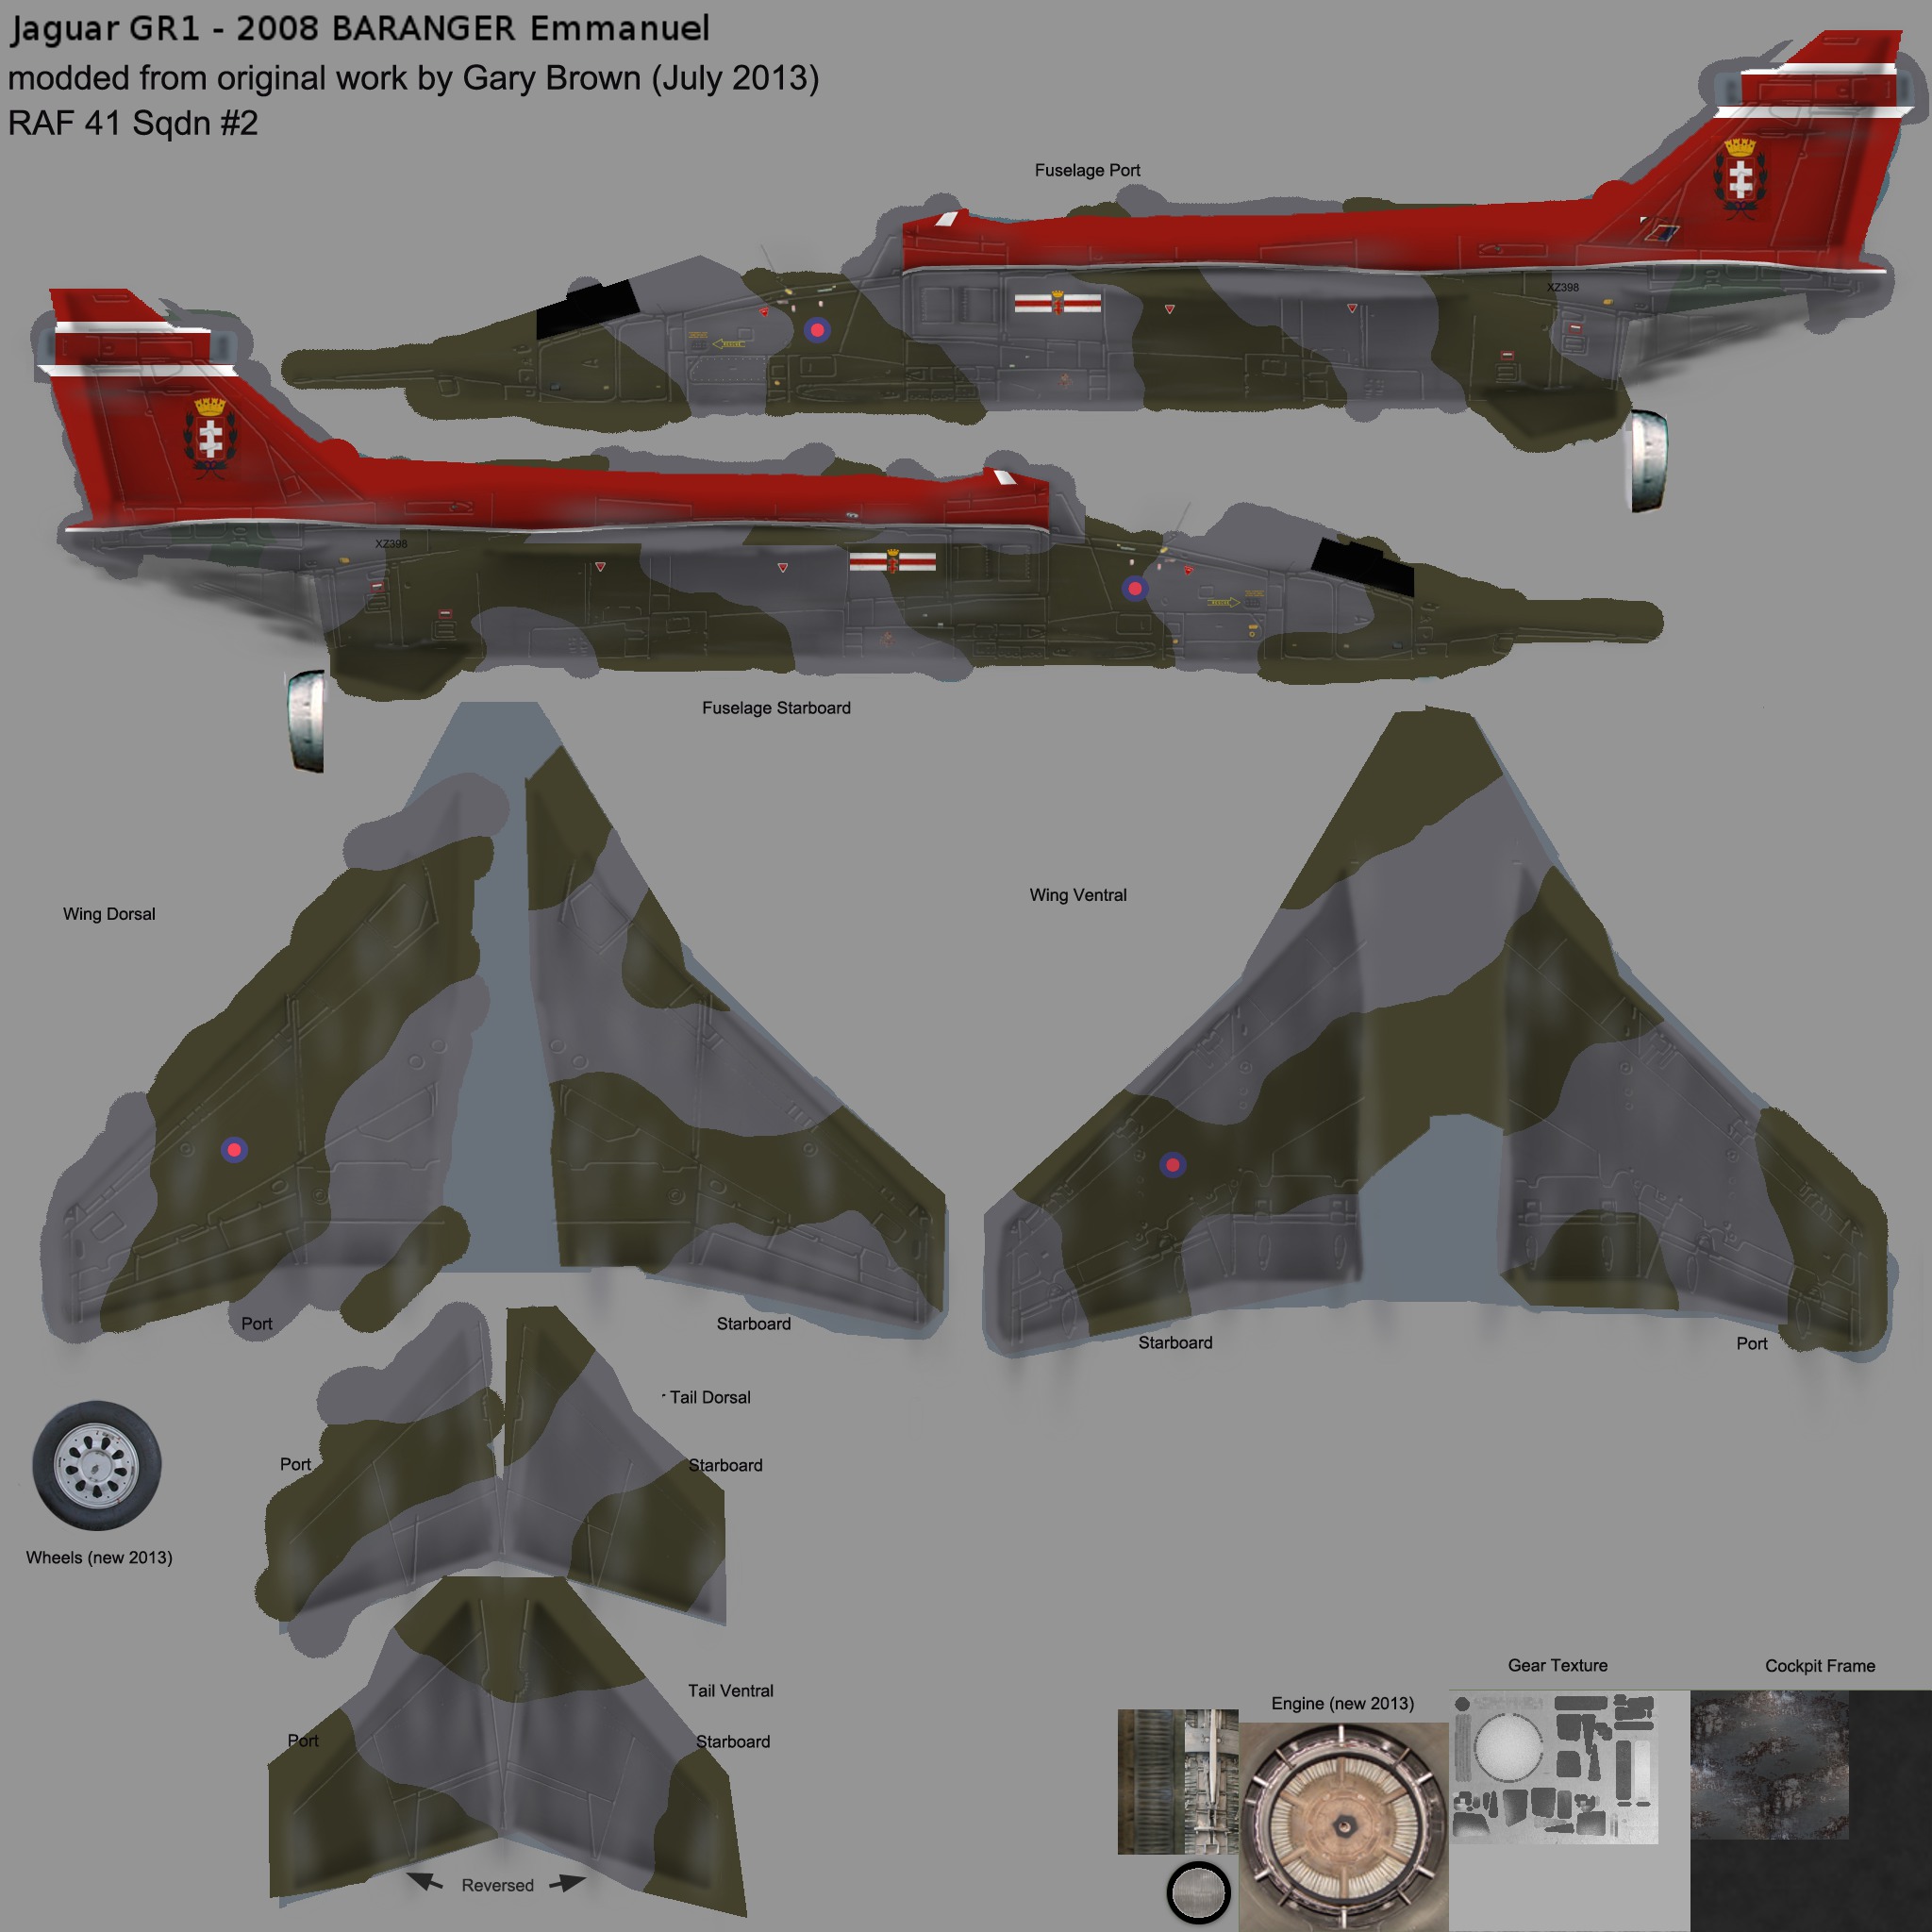 Jaguar GR1 - 2008 BARANGER Emmanuel
modded from original work by Gary Brown (July 2013)
RAF 41 Sqdn #2
Fuselage Port
XZ398
XZ398
Fuselage Starboard
Wing Dorsal
Wing Ventral
Port
Starboard
Starboard
Port
Tail Dorsal
Port
Starboard
Wheels (new 2013)
Tail Ventral
Port
Starboard
Reversed
Gear Texture
Cockpit Frame
Engine (new 2013)